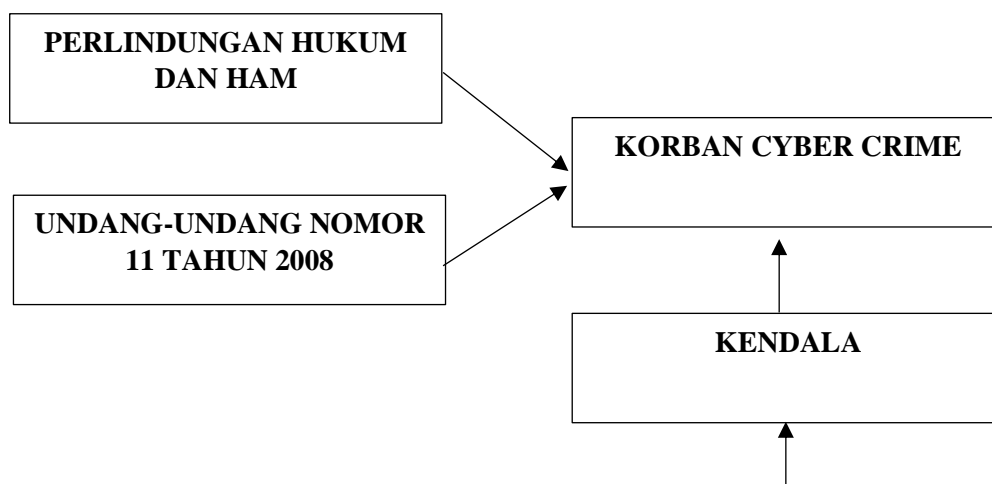 PERLINDUNGAN HUKUM
DAN HAM
KORBAN CYBER CRIME
UNDANG-UNDANG NOMOR
11 TAHUN 2008
KENDALA